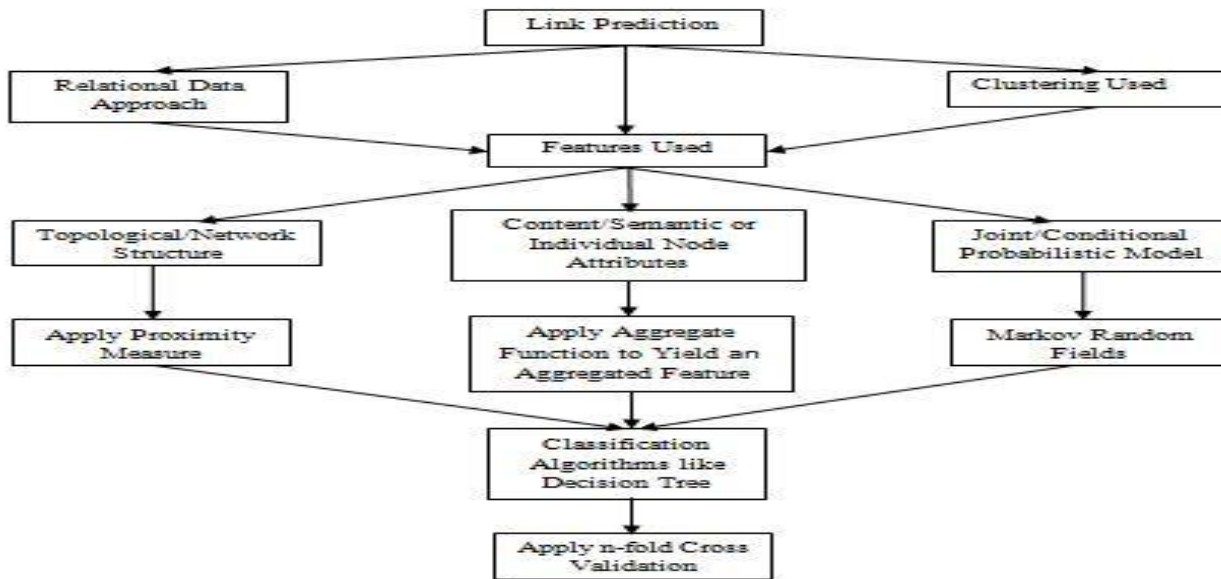 Link Prediction
Relational Data
Approach
Clustering Used
Features Used
Topological/Network
Structure
Content/Semantic or
Individual Node
Attributes
Joint/Conditional
Probabilistic Model
Apply Proximity
Measure
Apply Aggregate
Function to Yield an
Aggregated Feature
Markov Random
Fields
Classification
Algorithms like
Decision Tree
Apply n-fold Cross
Validation